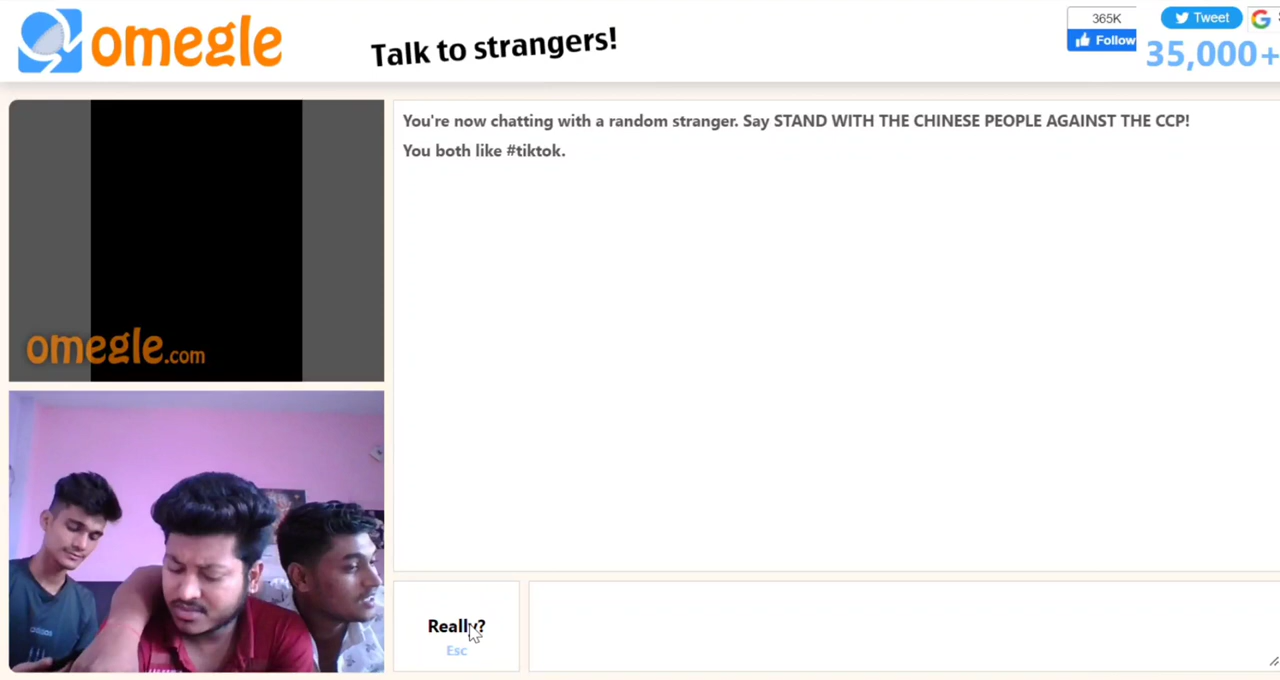 omegle
Talk to strangers!
365K
Tweet
Follow
35,000+
You're now chatting with a random stranger. Say STAND WITH THE CHINESE PEOPLE AGAINST THE CCP!
You both like #tiktok.
omegle.com
Really?
Esc